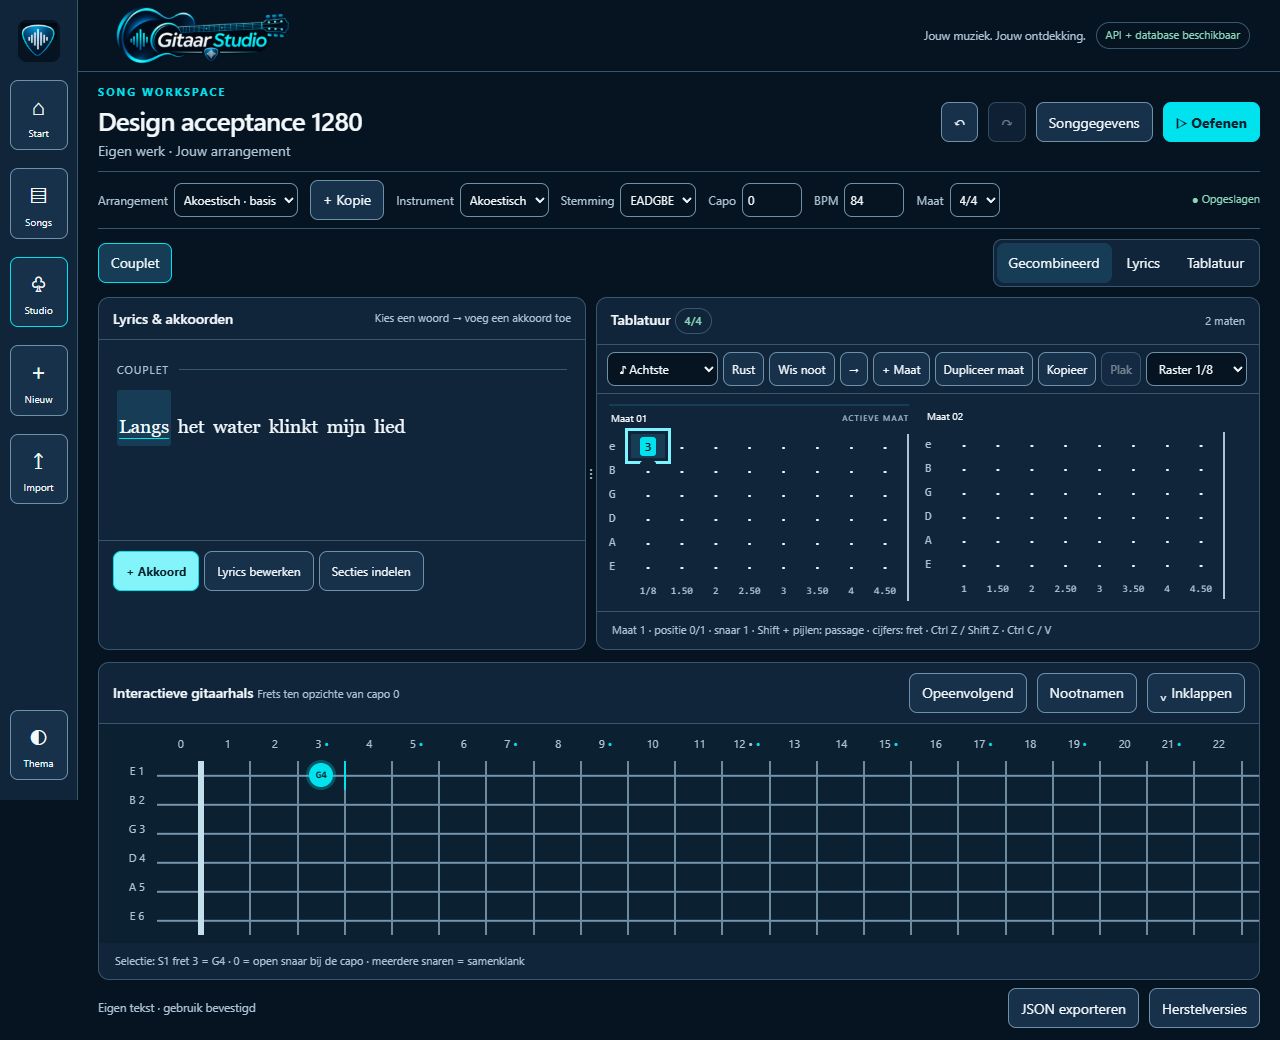 GitaarStudio
Jouw muziek. Jouw ontdekking.
API + database beschikbaar
Start
Songs
Studio
Nieuw
Import
Thema
SONG WORKSPACE
Design acceptance 1280
Eigen werk · Jouw arrangement
Songgegevens
Oefenen
Arrangement Akoestisch · basis + Kopie Instrument Akoestisch Stemming EADGBE Capo 0 BPM 84 Maat 4/4 ● Opgeslagen
Couplet
Gecombineerd Lyrics Tablatuur
Lyrics & akkoorden Kies een woord → voeg een akkoord toe
COUPLET
Langs het water klinkt mijn lied
+ Akkoord Lyrics bewerken Secties indelen
Tablatuur 4/4 2 maten
♪ Achtste Rust Wis noot → + Maat Dupliceer maat Kopieer Plak Raster 1/8
Maat 01 ACTIEVE MAAT
e 3 - - - - - - -
B - - - - - - - -
G - - - - - - - -
D - - - - - - - -
A - - - - - - - -
E - - - - - - - -
1/8 1.50 2 2.50 3 3.50 4 4.50
Maat 02
e - - - - - - - -
B - - - - - - - -
G - - - - - - - -
D - - - - - - - -
A - - - - - - - -
E - - - - - - - -
1 1.50 2 2.50 3 3.50 4 4.50
Maat 1 · positie 0/1 · snaar 1 · Shift + pijlen: passage · cijfers: fret · Ctrl Z / Shift Z · Ctrl C / V
Interactieve gitaarhals Frets ten opzichte van capo 0
Opeenvolgend Nootnamen Inklappen
0 1 2 3 • 4 5 • 6 7 • 8 9 • 10 11 12 • • 13 14 15 • 16 17 • 18 19 • 20 21 • 22
E 1 G4
B 2
G 3
D 4
A 5
E 6
Selectie: S1 fret 3 = G4 · 0 = open snaar bij de capo · meerdere snaren = samenklank
Eigen tekst · gebruik bevestigd
JSON exporteren Herstelversies